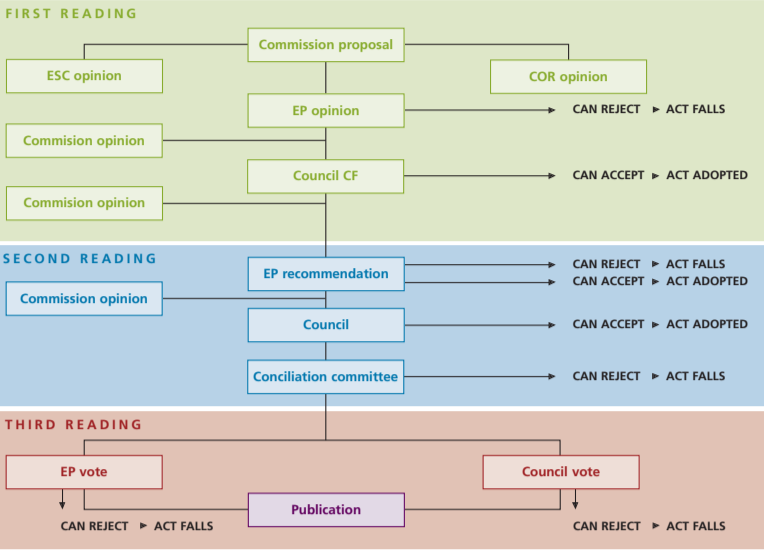 FIRST READING
Commission proposal
ESC opinion
COR opinion
EP opinion
CAN REJECT ► ACT FALLS
Commision opinion
Council CF
CAN ACCEPT ► ACT ADOPTED
Commision opinion
SECOND READING
EP recommendation
CAN REJECT ► ACT FALLS
CAN ACCEPT ► ACT ADOPTED
Commission opinion
Council
CAN ACCEPT ► ACT ADOPTED
Conciliation committee
CAN REJECT ► ACT FALLS
THIRD READING
EP vote
Council vote
Publication
CAN REJECT ► ACT FALLS
CAN REJECT ► ACT FALLS